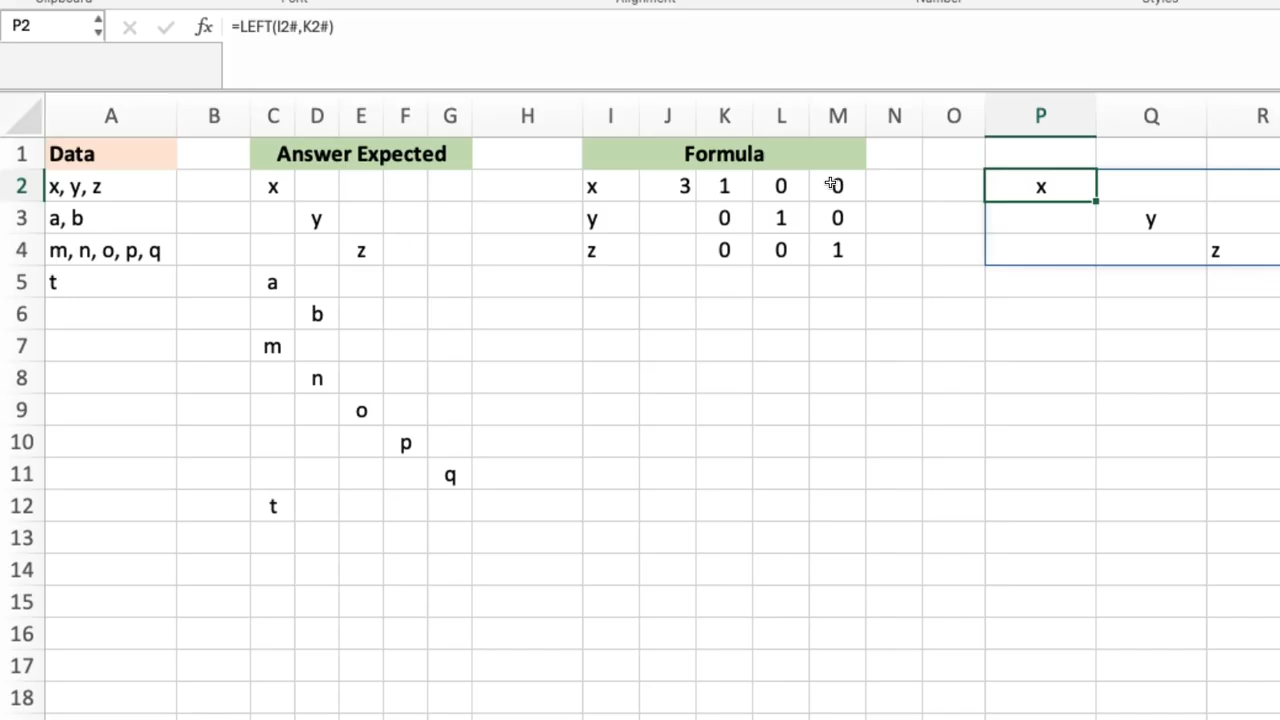 P2 fx =LEFT(I2#,K2#)
A B C D E F G H I J K L M N O P Q R
1 Data Answer Expected Formula
2 x, y, z x x 3 1 0 0 x
3 a, b y y 0 1 0 y
4 m, n, o, p, q z z 0 0 1 z
5 t a
6 b
7 m
8 n
9 o
10 p
11 q
12 t
13
14
15
16
17
18